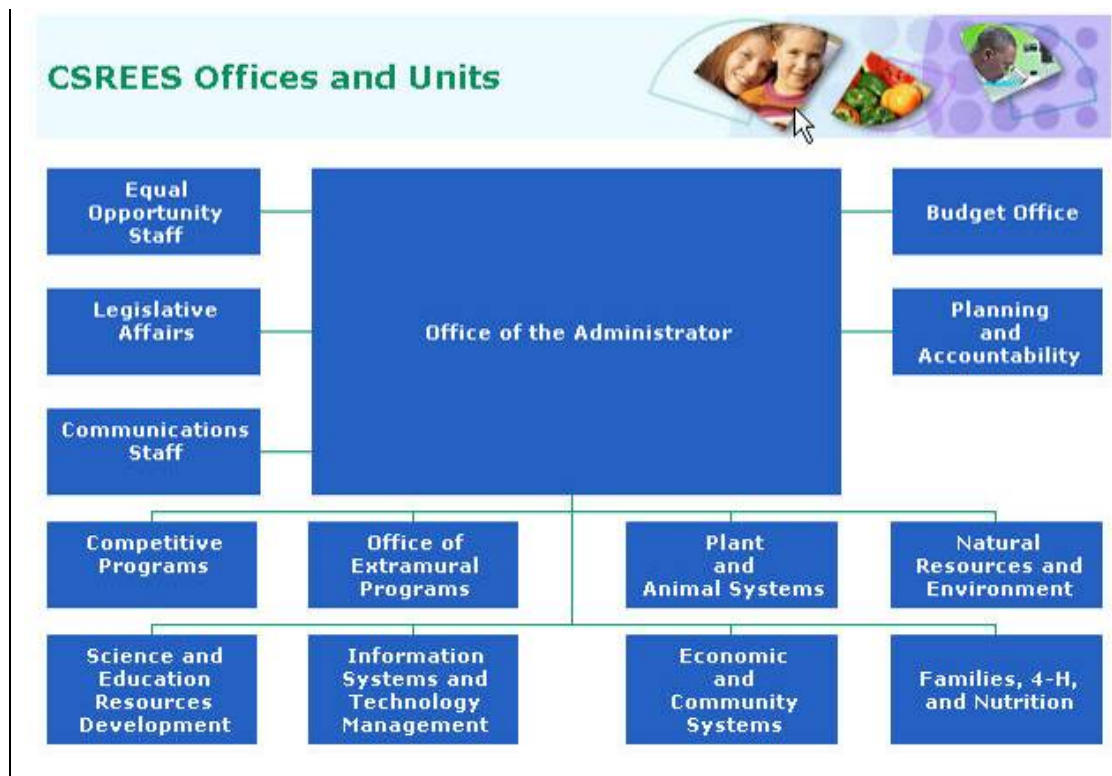 CSREES Offices and Units
Equal
Opportunity
Staff
Budget Office
Legislative
Affairs
Office of the Administrator
Planning
and
Accountability
Communications
Staff
Competitive
Programs
Office of
Extramural
Programs
Plant
and
Animal Systems
Natural
Resources and
Environment
Science and
Education
Resources
Development
Information
Systems and
Technology
Management
Economic
and
Community
Systems
Families, 4-H,
and Nutrition